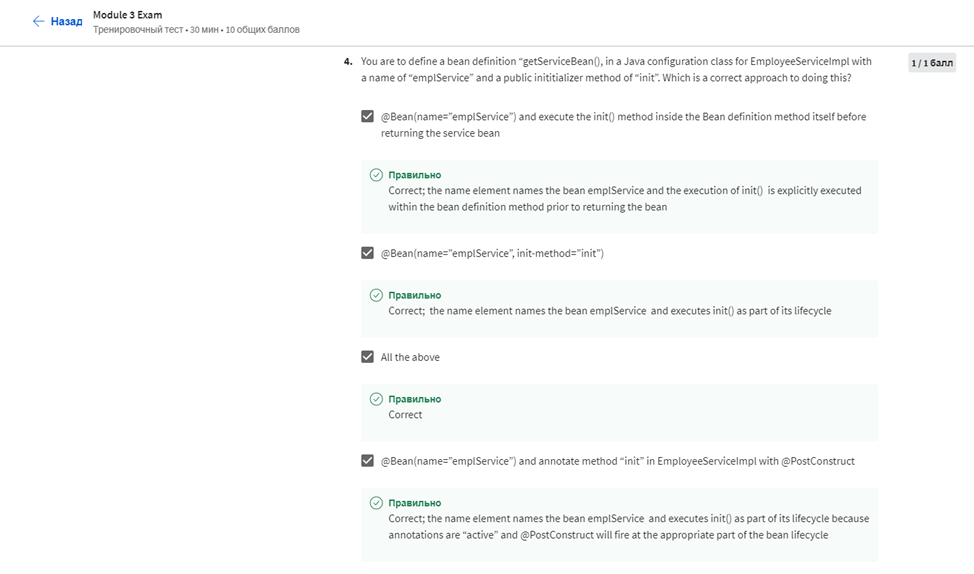 Назад
Module 3 Exam
Тренировочный тест • 30 мин • 10 общих баллов
4. You are to define a bean definition “getServiceBean(), in a Java configuration class for EmployeeServiceImpl with
a name of “emplService” and a public inititializer method of “init”. Which is a correct approach to doing this?
1 / 1 балл
@Bean(name=”emplService”) and execute the init() method inside the Bean definition method itself before
returning the service bean
Правильно
Correct; the name element names the bean emplService and the execution of init() is explicitly executed
within the bean definition method prior to returning the bean
@Bean(name=”emplService”, init-method=”init”)
Правильно
Correct; the name element names the bean emplService and executes init() as part of its lifecycle
All the above
Правильно
Correct
@Bean(name=”emplService”) and annotate method “init” in EmployeeServiceImpl with @PostConstruct
Правильно
Correct; the name element names the bean emplService and executes init() as part of its lifecycle because
annotations are “active” and @PostConstruct will fire at the appropriate part of the bean lifecycle